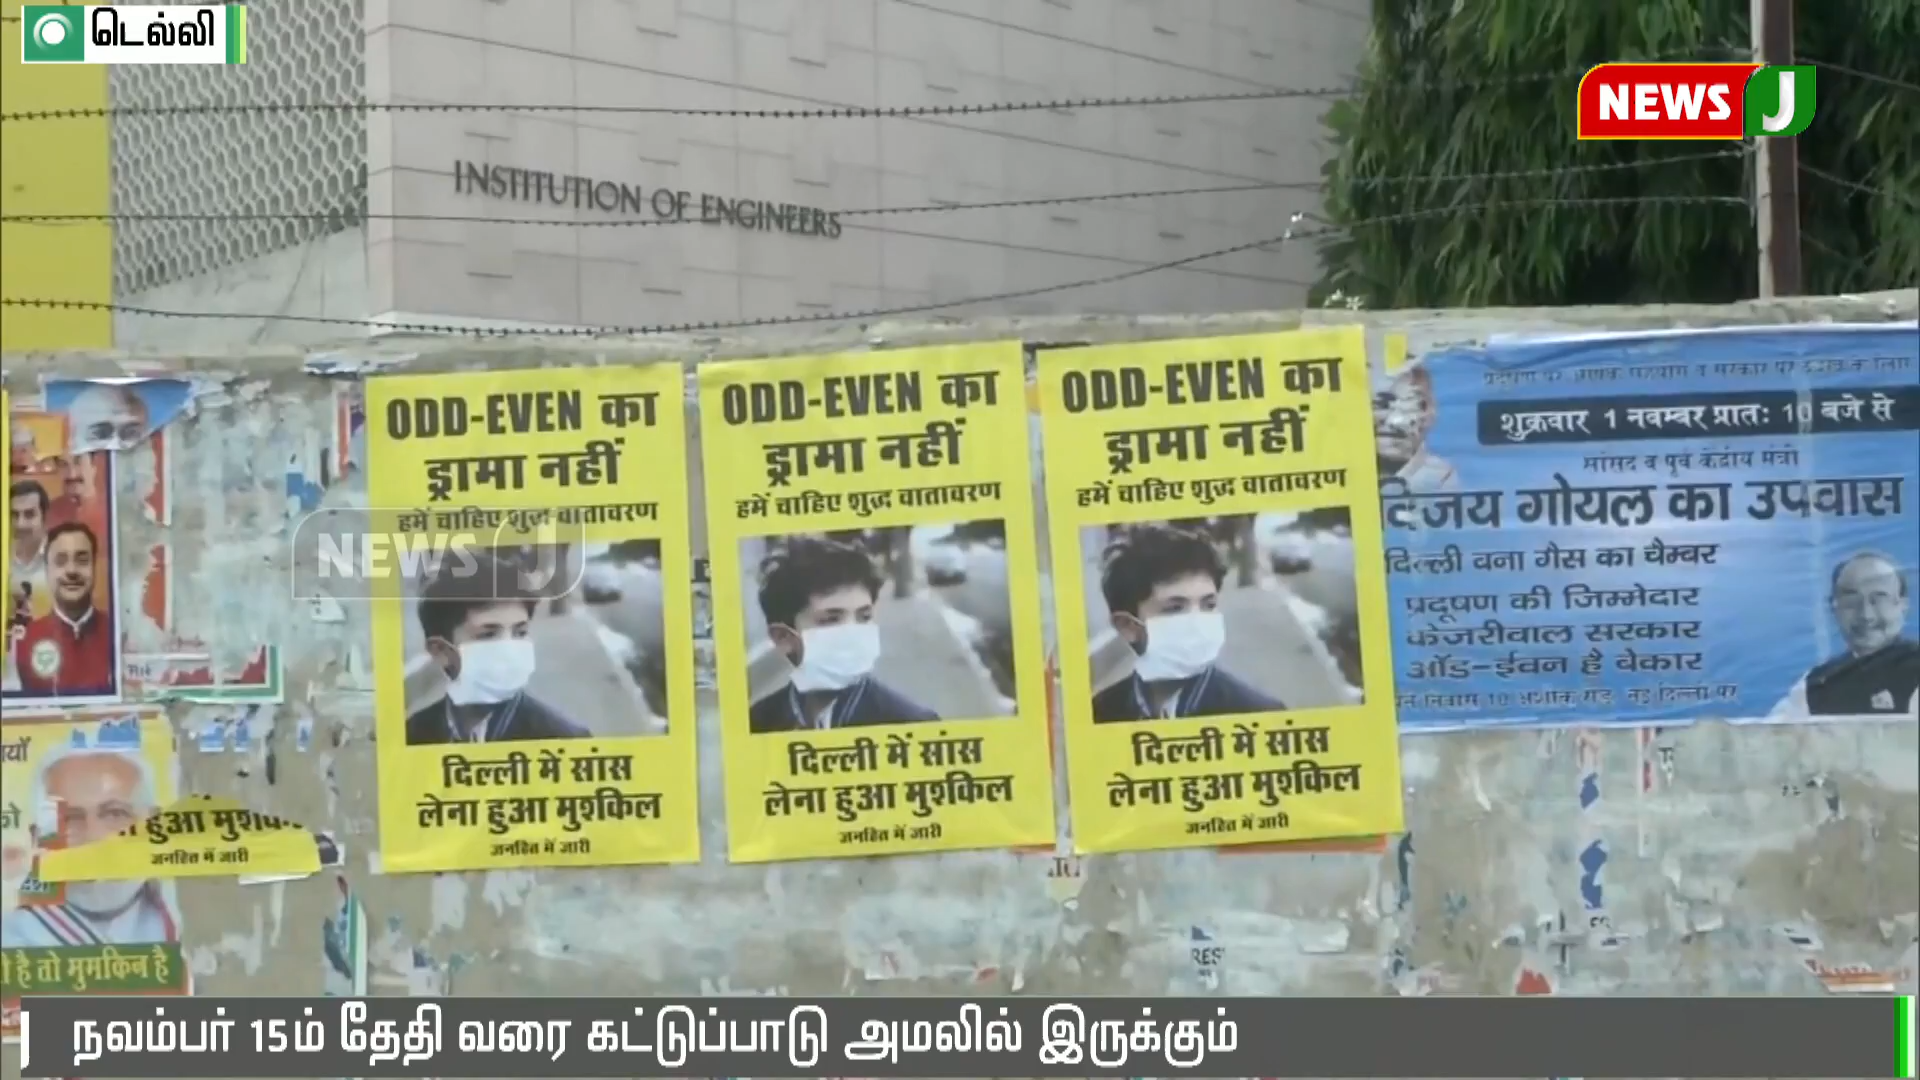 டெல்லி
NEWS J
INSTITUTION OF ENGINEERS
ODD-EVEN का
ड्रामा नहीं
हमें चाहिए शुद्ध वातावरण
दिल्ली में सांस
लेना हुआ मुश्किल
जनहित में जारी
ODD-EVEN का
ड्रामा नहीं
हमें चाहिए शुद्ध वातावरण
दिल्ली में सांस
लेना हुआ मुश्किल
जनहित में जारी
ODD-EVEN का
ड्रामा नहीं
हमें चाहिए शुद्ध वातावरण
दिल्ली में सांस
लेना हुआ मुश्किल
जनहित में जारी
शुक्रवार 1 नवम्बर प्रातः 10 बजे से
सांसद व पूर्व केंद्रीय मंत्री
विजय गोयल का उपवास
दिल्ली बना गैस का चैम्बर
प्रदूषण की जिम्मेदार
केजरीवाल सरकार
ऑड-ईवन है बेकार
NEWS J
हुआ
जनहित में जारी
है तो मुमकिन है
நவம்பர் 15ம் தேதி வரை கட்டுப்பாடு அமலில் இருக்கும்